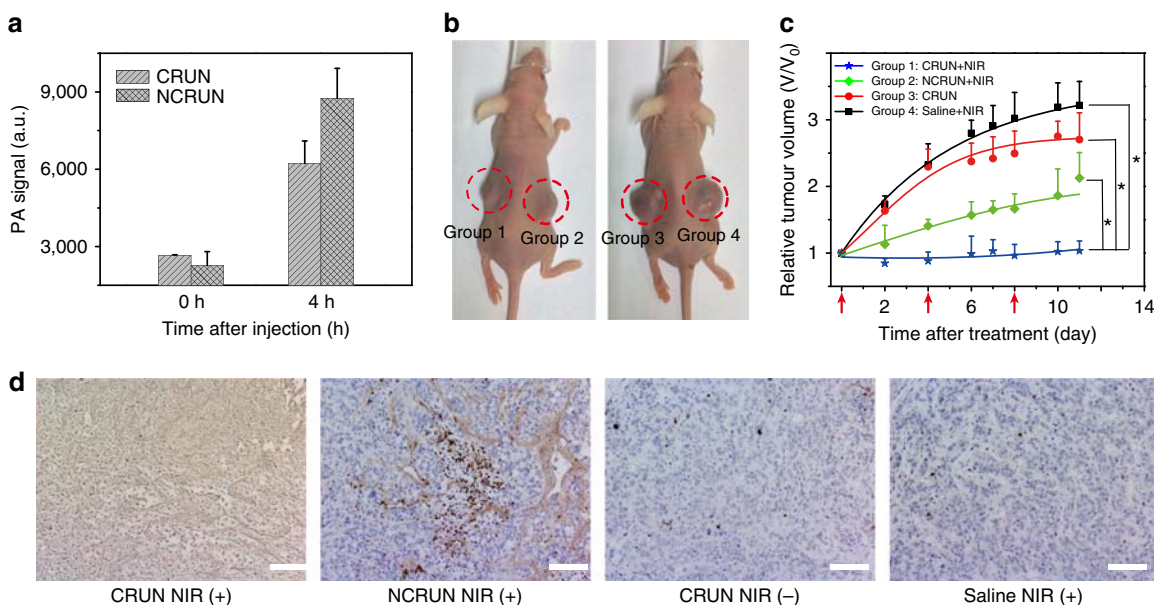 a
PA signal (a.u.)
9,000
6,000
3,000
CRUN
NCRUN
0 h
4 h
Time after injection (h)
b
Group 1
Group 2
Group 3
Group 4
c
Relative tumour volume (V/V0)
3
2
1
Group 1: CRUN+NIR
Group 2: NCRUN+NIR
Group 3: CRUN
Group 4: Saline+NIR
*
*
*
2
6
10
14
Time after treatment (day)
d
CRUN NIR (+)
NCRUN NIR (+)
CRUN NIR (–)
Saline NIR (+)